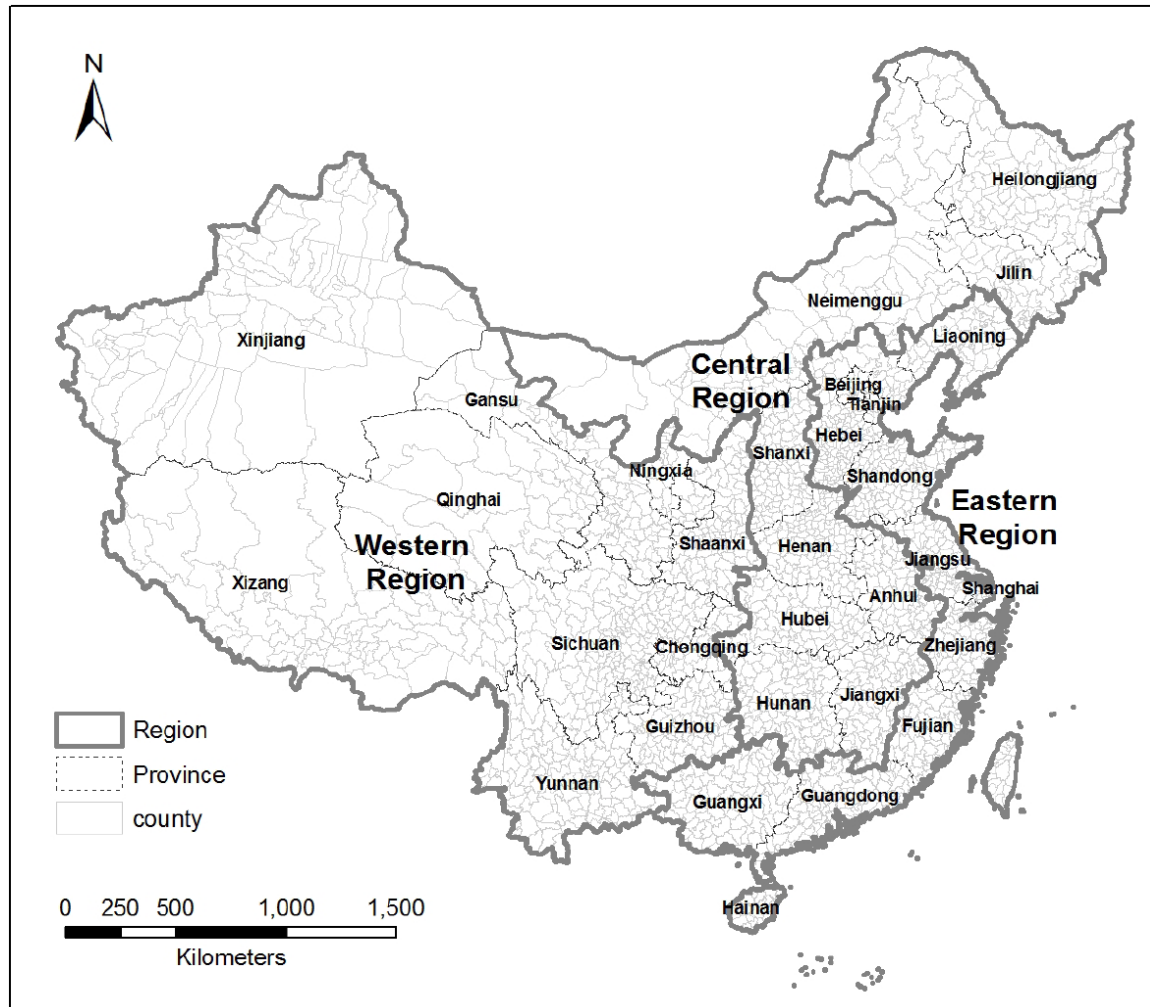 N
Heilongjiang
Jilin
Neimenggu
Liaoning
Xinjiang
Central
Region
Beijing
Tianjin
Gansu
Hebei
Shanxi
Ningxia
Shandong
Qinghai
Eastern
Region
Western
Region
Shaanxi
Henan
Jiangsu
Xizang
Shanghai
Anhui
Hubei
Sichuan
Chongqing
Zhejiang
Hunan
Jiangxi
Guizhou
Fujian
Yunnan
Guangxi
Guangdong
Hainan
Region
Province
county
0 250 500 1,000 1,500
Kilometers